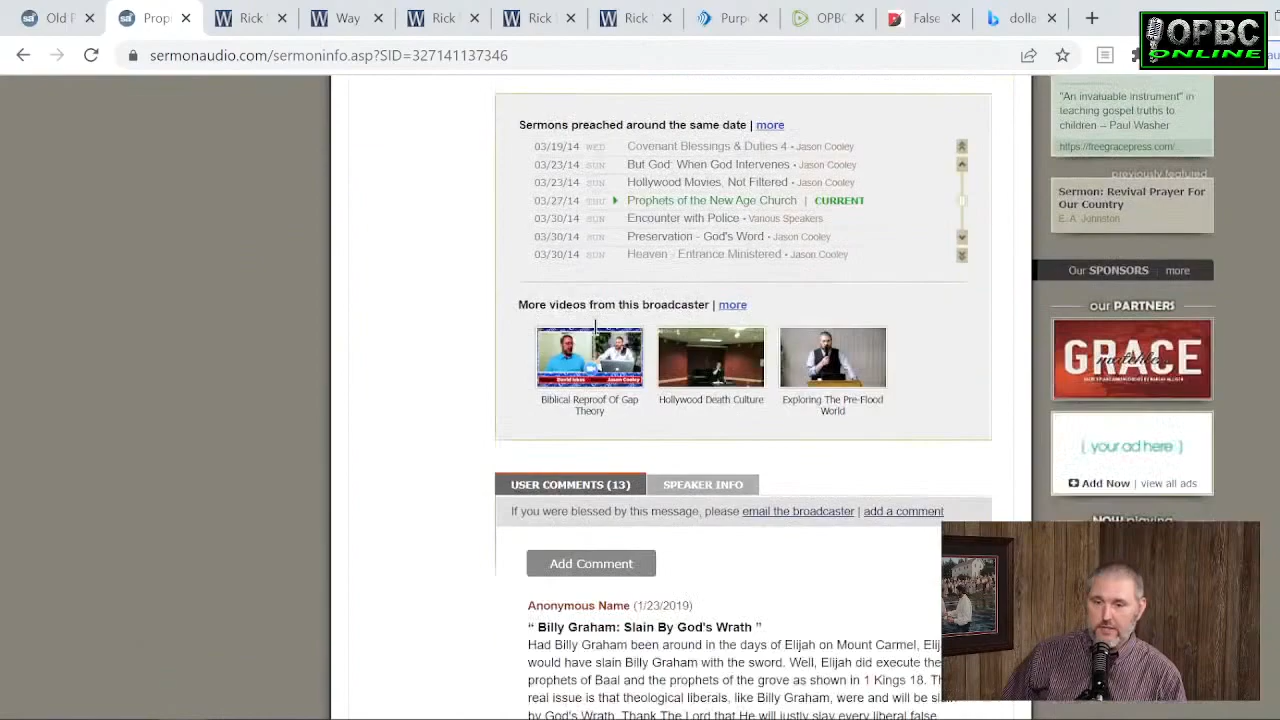 Old P
Prop
Rick
Way
Rick
Rick
Rick
Purp
OPBC
False
dolla
OPBC
ONLINE
sermonaudio.com/sermoninfo.asp?SID=327141137346
"An invaluable instrument" in
teaching gospel truths to
children – Paul Washer
https://freegracepress.com/
previously featured
Sermon: Revival Prayer For
Our Country
E. A. Johnston
Our SPONSORS | more
our PARTNERS
GRACE
{ your ad here }
Add Now | view all ads
NOW playing
Sermons preached around the same date | more
03/19/14 WED Covenant Blessings & Duties 4 • Jason Cooley
03/23/14 SUN But God: When God Intervenes • Jason Cooley
03/23/14 SUN Hollywood Movies, Not Filtered • Jason Cooley
03/27/14 THU Prophets of the New Age Church | CURRENT
03/30/14 SUN Encounter with Police • Various Speakers
03/30/14 SUN Preservation - God's Word • Jason Cooley
03/30/14 SUN Heaven - Entrance Ministered • Jason Cooley
More videos from this broadcaster | more
David Icke Jason Cooley
Biblical Reproof Of Gap
Theory
Hollywood Death Culture
Exploring The Pre-Flood
World
USER COMMENTS (13)
SPEAKER INFO
If you were blessed by this message, please email the broadcaster | add a comment
Add Comment
Anonymous Name (1/23/2019)
“ Billy Graham: Slain By God's Wrath ”
Had Billy Graham been around in the days of Elijah on Mount Carmel, Elij
would have slain Billy Graham with the sword. Well, Elijah did execute the
prophets of Baal and the prophets of the grove as shown in 1 Kings 18. Th
real issue is that theological liberals, like Billy Graham, were and will be sl
by God's Wrath. Thank The Lord that He will justly slay every liberal false